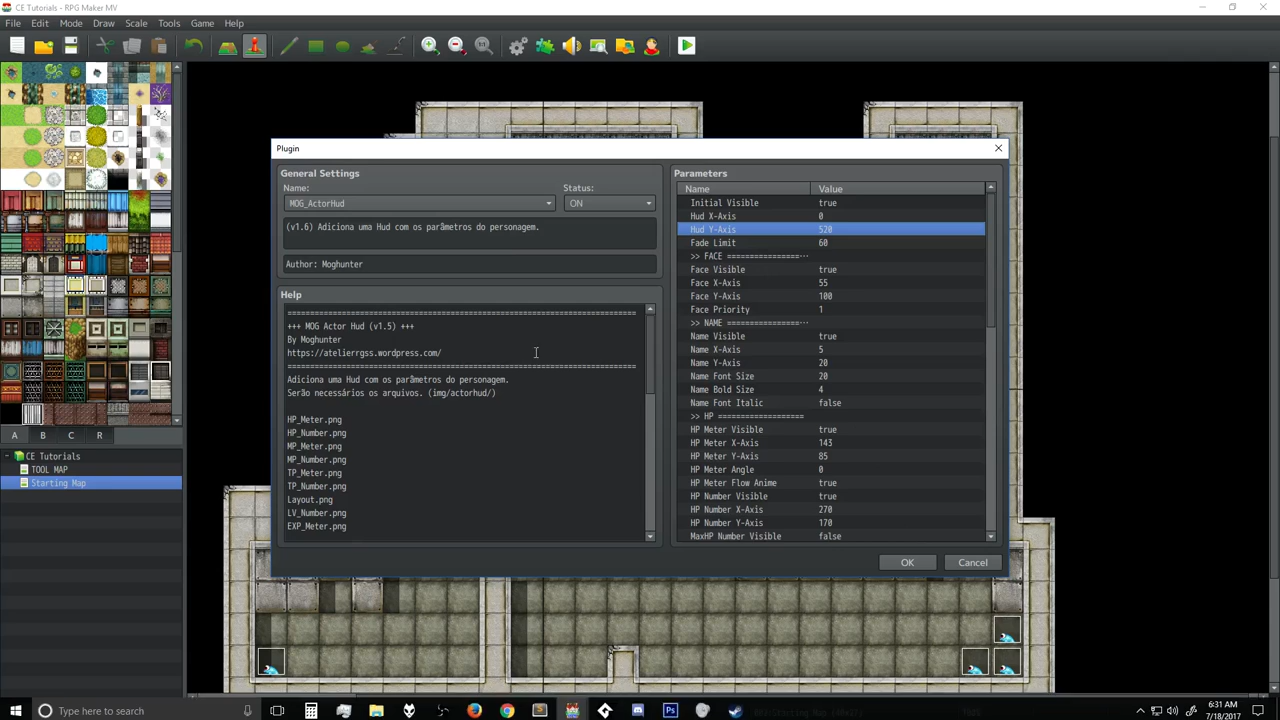 CE Tutorials - RPG Maker MV
File Edit Mode Draw Scale Tools Game Help
Plugin
General Settings
Name:
Status:
MOG_ActorHud
ON
(v1.6) Adiciona uma Hud com os parâmetros do personagem.
Author: Moghunter
Help
=================================================================
+++ MOG Actor Hud (v1.5) +++
By Moghunter
https://atelierrgss.wordpress.com/
=================================================================
Adiciona uma Hud com os parâmetros do personagem.
Serão necessários os arquivos. (img/actorhud/)
HP_Meter.png
HP_Number.png
MP_Meter.png
MP_Number.png
TP_Meter.png
TP_Number.png
Layout.png
LV_Number.png
EXP_Meter.png
Parameters
Name Value
Initial Visible true
Hud X-Axis 0
Hud Y-Axis 520
Fade Limit 60
>> FACE ================···
Face Visible true
Face X-Axis 55
Face Y-Axis 100
Face Priority 1
>> NAME ================···
Name Visible true
Name X-Axis 5
Name Y-Axis 20
Name Font Size 20
Name Bold Size 4
Name Font Italic false
>> HP ===================
HP Meter Visible true
HP Meter X-Axis 143
HP Meter Y-Axis 85
HP Meter Angle 0
HP Meter Flow Anime true
HP Number Visible true
HP Number X-Axis 270
HP Number Y-Axis 170
MaxHP Number Visible false
OK Cancel
A B C R
CE Tutorials
TOOL MAP
Starting Map
Type here to search
6:31 AM
7/18/2017